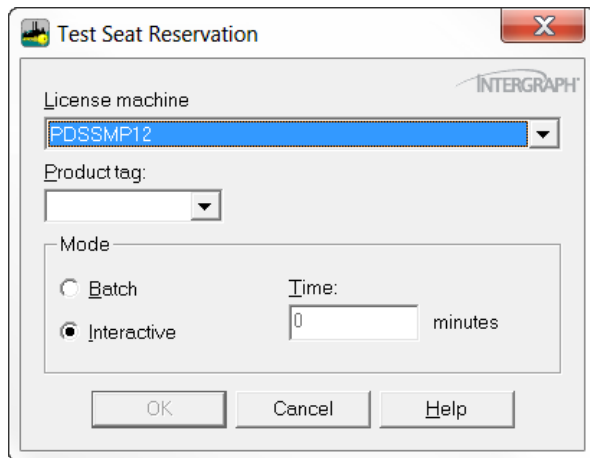 Test Seat Reservation
INTERGRAPH
License machine
PDSSMP12
Product tag:
Mode
Batch
Time:
Interactive
0
minutes
OK
Cancel
Help